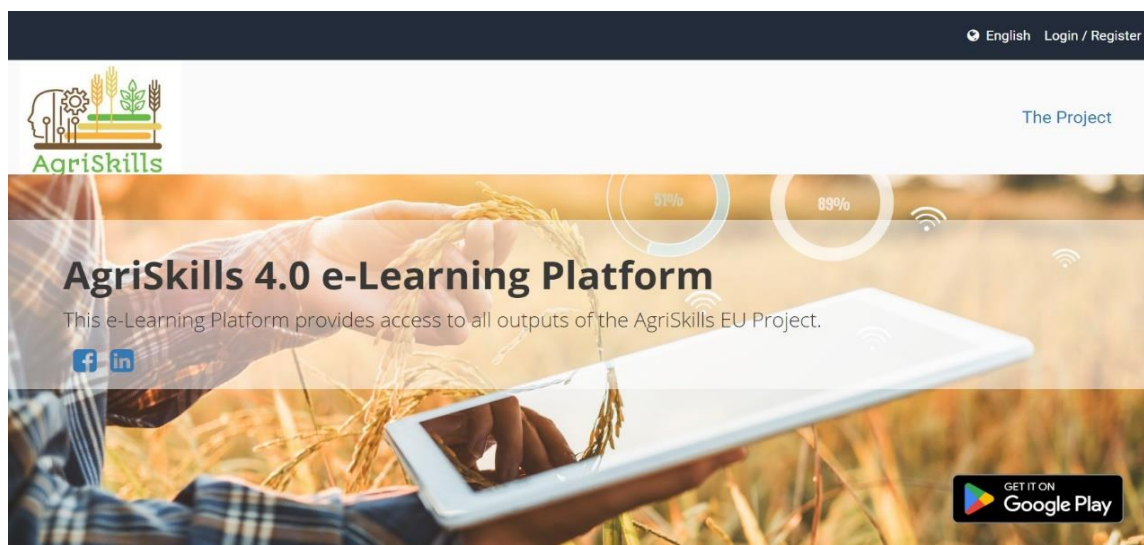 English Login / Register
AgriSkills
The Project
51% 89%
AgriSkills 4.0 e-Learning Platform
This e-Learning Platform provides access to all outputs of the AgriSkills EU Project.
f in
GET IT ON
Google Play